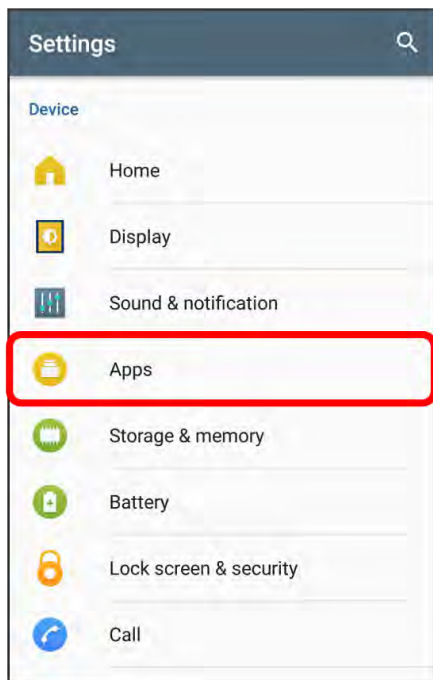 Settings
Device
Home
Display
Sound & notification
Apps
Storage & memory
Battery
Lock screen & security
Call